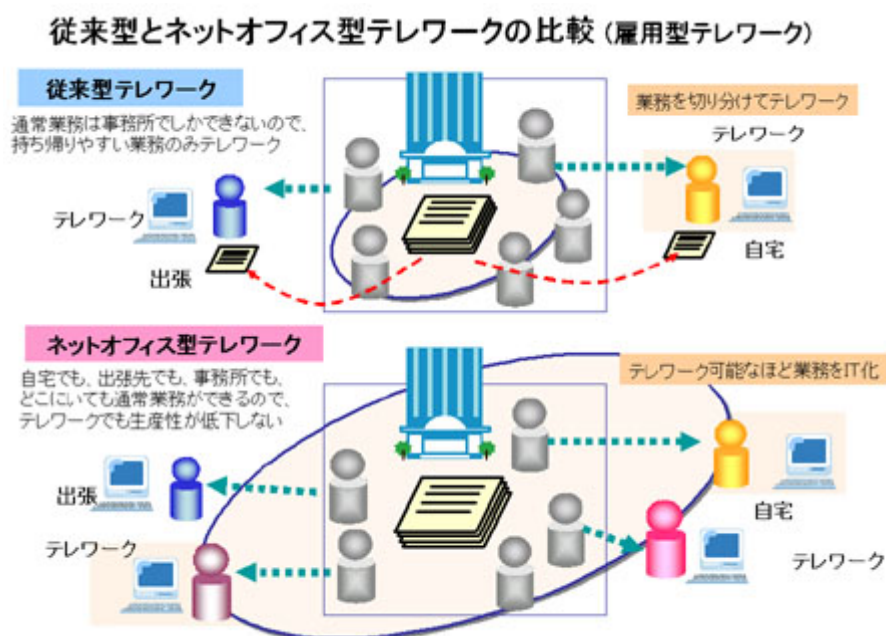 従来型とネットオフィス型テレワークの比較（雇用型テレワーク）
従来型テレワーク
通常業務は事務所でしかできないので、
持ち帰りやすい業務のみテレワーク
業務を切り分けてテレワーク
テレワーク
テレワーク
出張
自宅
ネットオフィス型テレワーク
自宅でも、出張先でも、事務所でも、
どこにいても通常業務ができるので、
テレワークでも生産性が低下しない
テレワーク可能なほど業務をIT化
出張
自宅
テレワーク
テレワーク